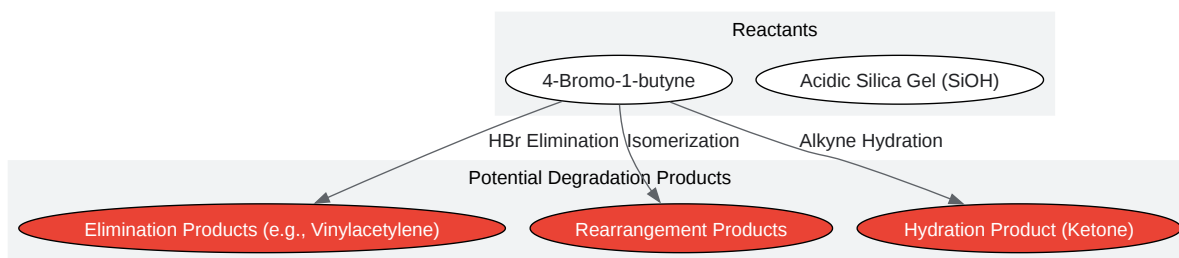 Reactants
4-Bromo-1-butyne
Acidic Silica Gel (SiOH)
HBr Elimination
Isomerization
Alkyne Hydration
Potential Degradation Products
Elimination Products (e.g., Vinylacetylene)
Rearrangement Products
Hydration Product (Ketone)